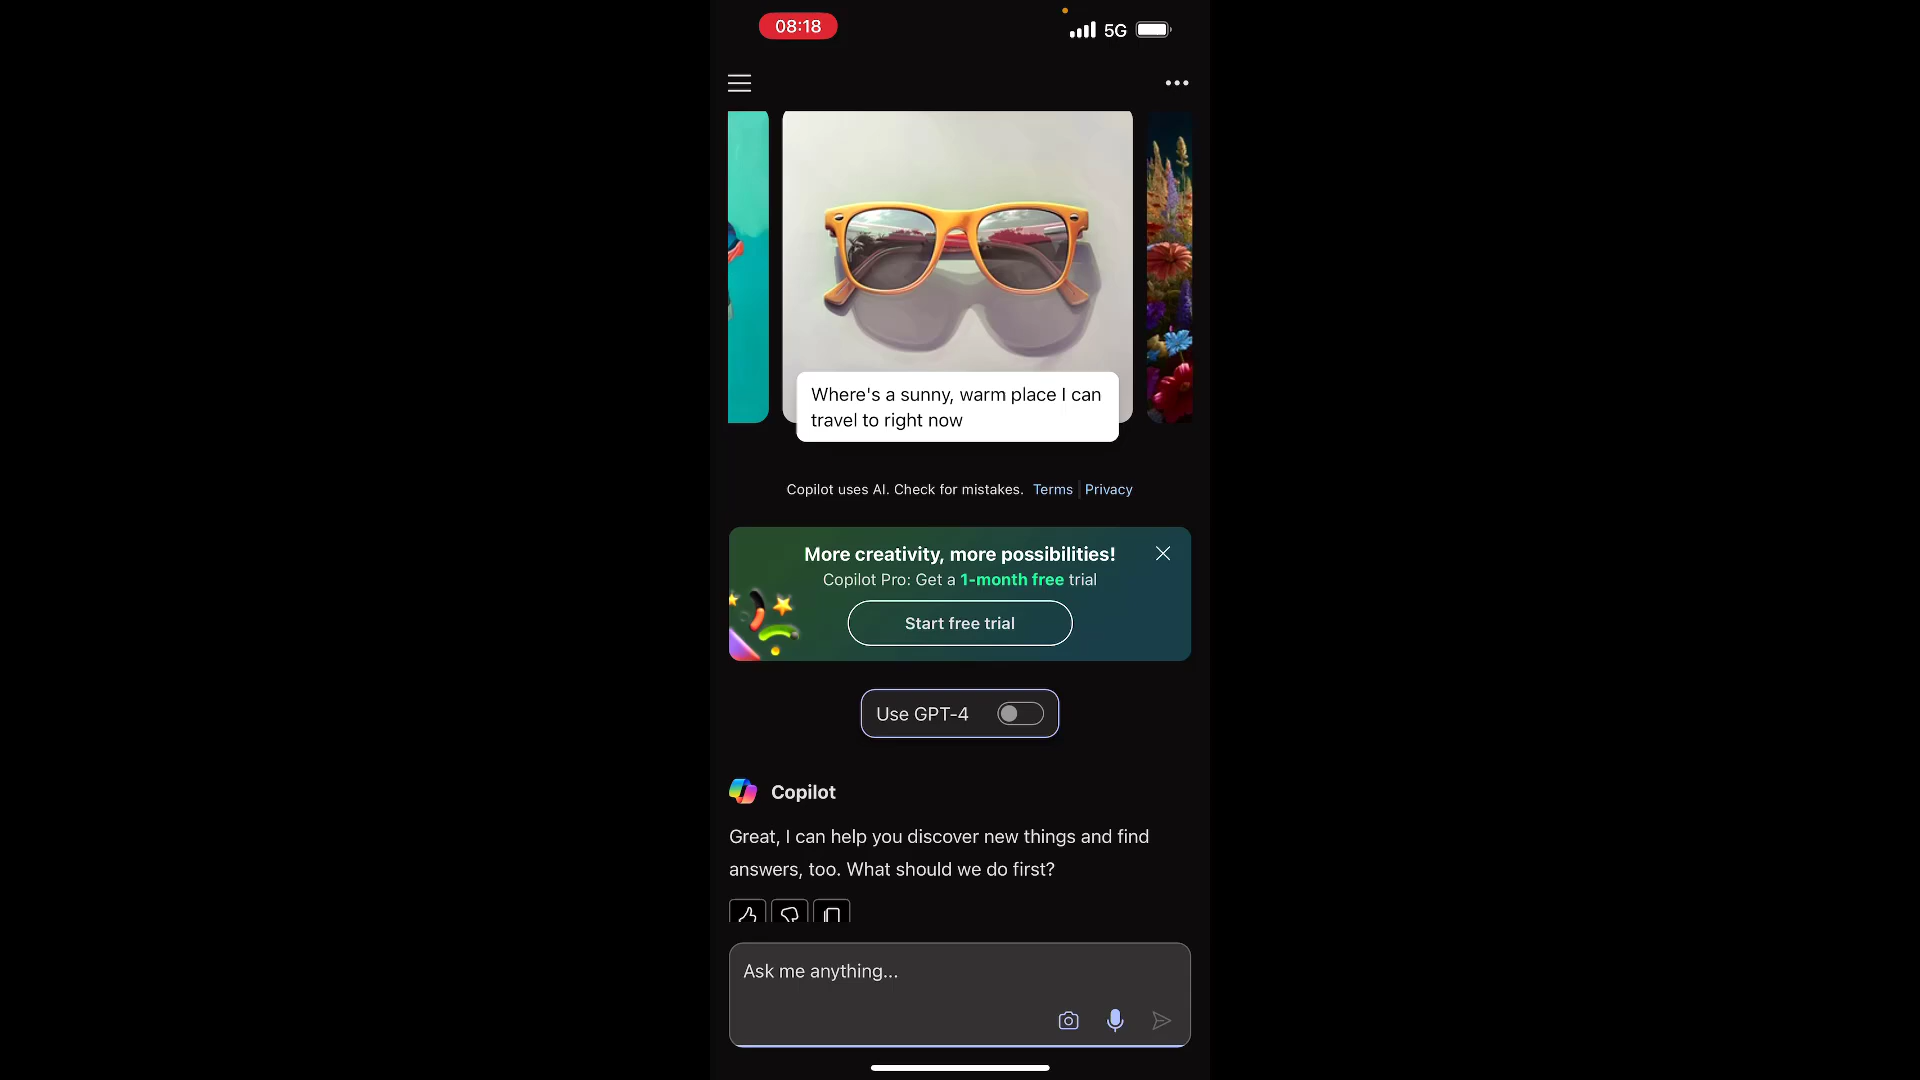 08:18
5G
Where's a sunny, warm place I can
travel to right now
Copilot uses AI. Check for mistakes. Terms | Privacy
More creativity, more possibilities!
Copilot Pro: Get a 1-month free trial
Start free trial
Use GPT-4
Copilot
Great, I can help you discover new things and find
answers, too. What should we do first?
Ask me anything...